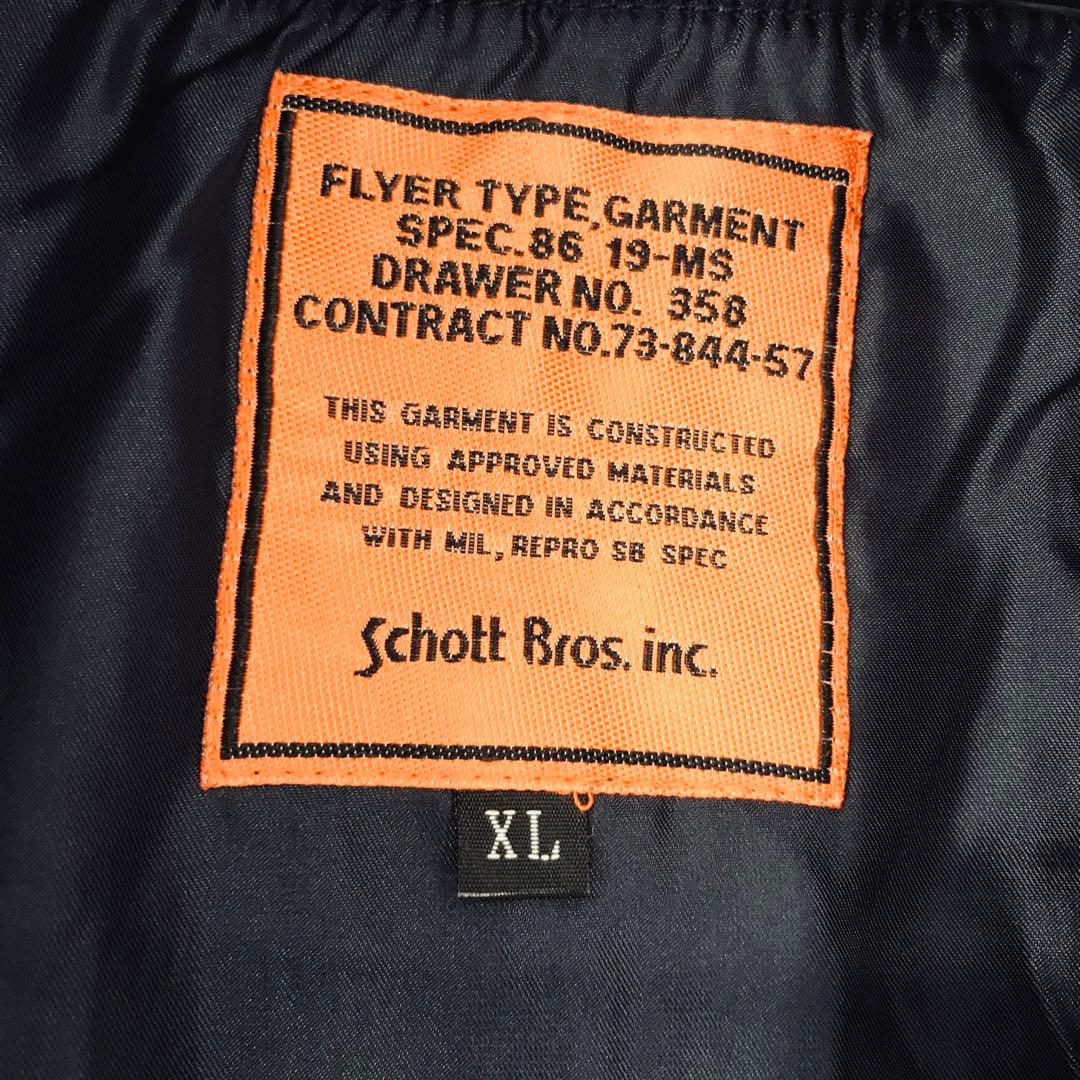 FLYER TYPE,GARMENT
SPEC.86 19-MS
DRAWER NO. 358
CONTRACT NO.73-844-57
THIS GARMENT IS CONSTRUCTED
USING APPROVED MATERIALS
AND DESIGNED IN ACCORDANCE
WITH MIL, REPRO SB SPEC
Schott Bros. inc.
XL